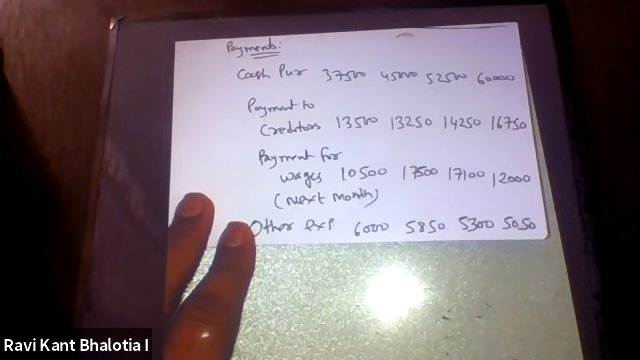 Payments:
Cash Pur 37500 45000 52500 60000
Payment to
Creditors 13500 13250 14250 16750
Payment for
wages 10500 17500 17100 12000
(Next Month)
Other exp 6000 5850 5300 5050
Ravi Kant Bhalotia I